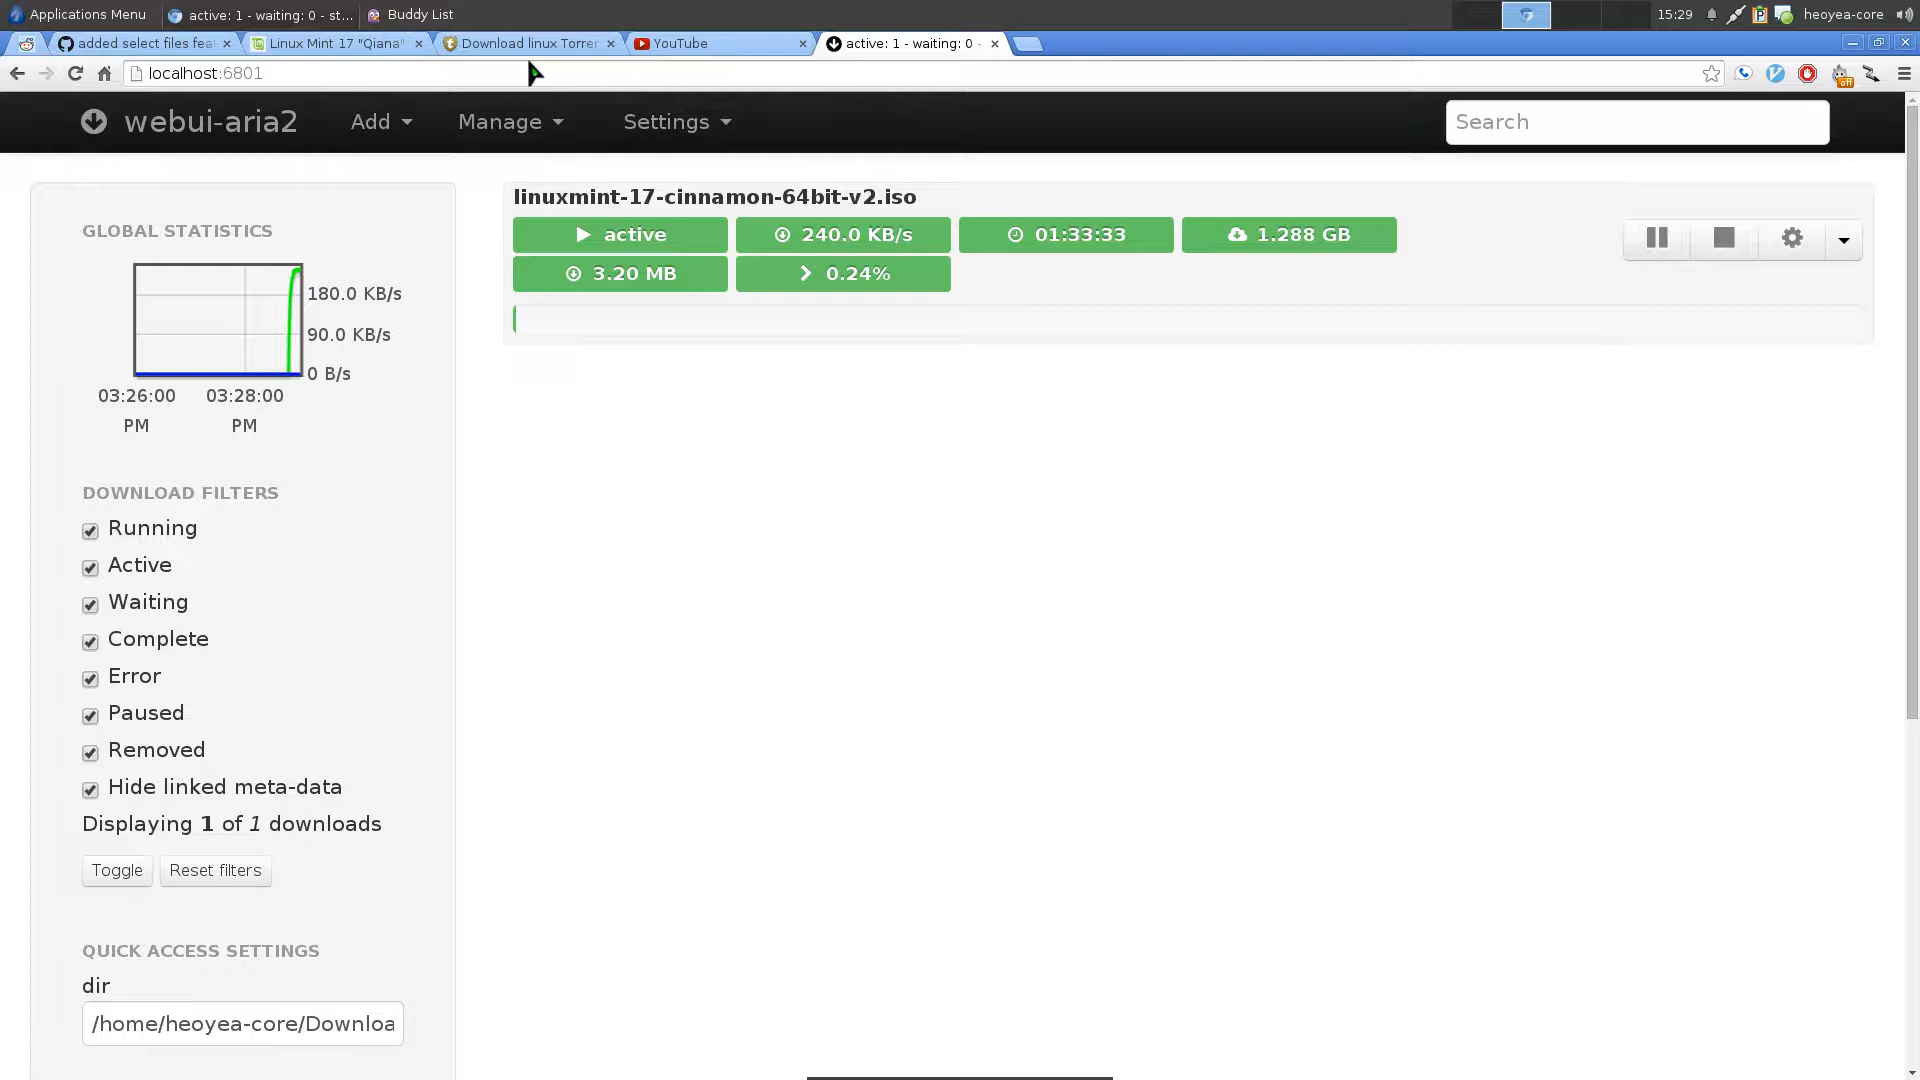 Applications Menu
active: 1 - waiting: 0 - st...
Buddy List
15:29
heoyea-core
added select files fea
Linux Mint 17 "Qiana"
Download linux Torre
YouTube
active: 1 - waiting: 0 -
localhost:6801
off
webui-aria2
Add
Manage
Settings
Search
GLOBAL STATISTICS
180.0 KB/s
90.0 KB/s
0 B/s
03:26:00 PM
03:28:00 PM
DOWNLOAD FILTERS
Running
Active
Waiting
Complete
Error
Paused
Removed
Hide linked meta-data
Displaying 1 of 1 downloads
Toggle
Reset filters
QUICK ACCESS SETTINGS
dir
/home/heoyea-core/Downloa
linuxmint-17-cinnamon-64bit-v2.iso
active
240.0 KB/s
01:33:33
1.288 GB
3.20 MB
0.24%